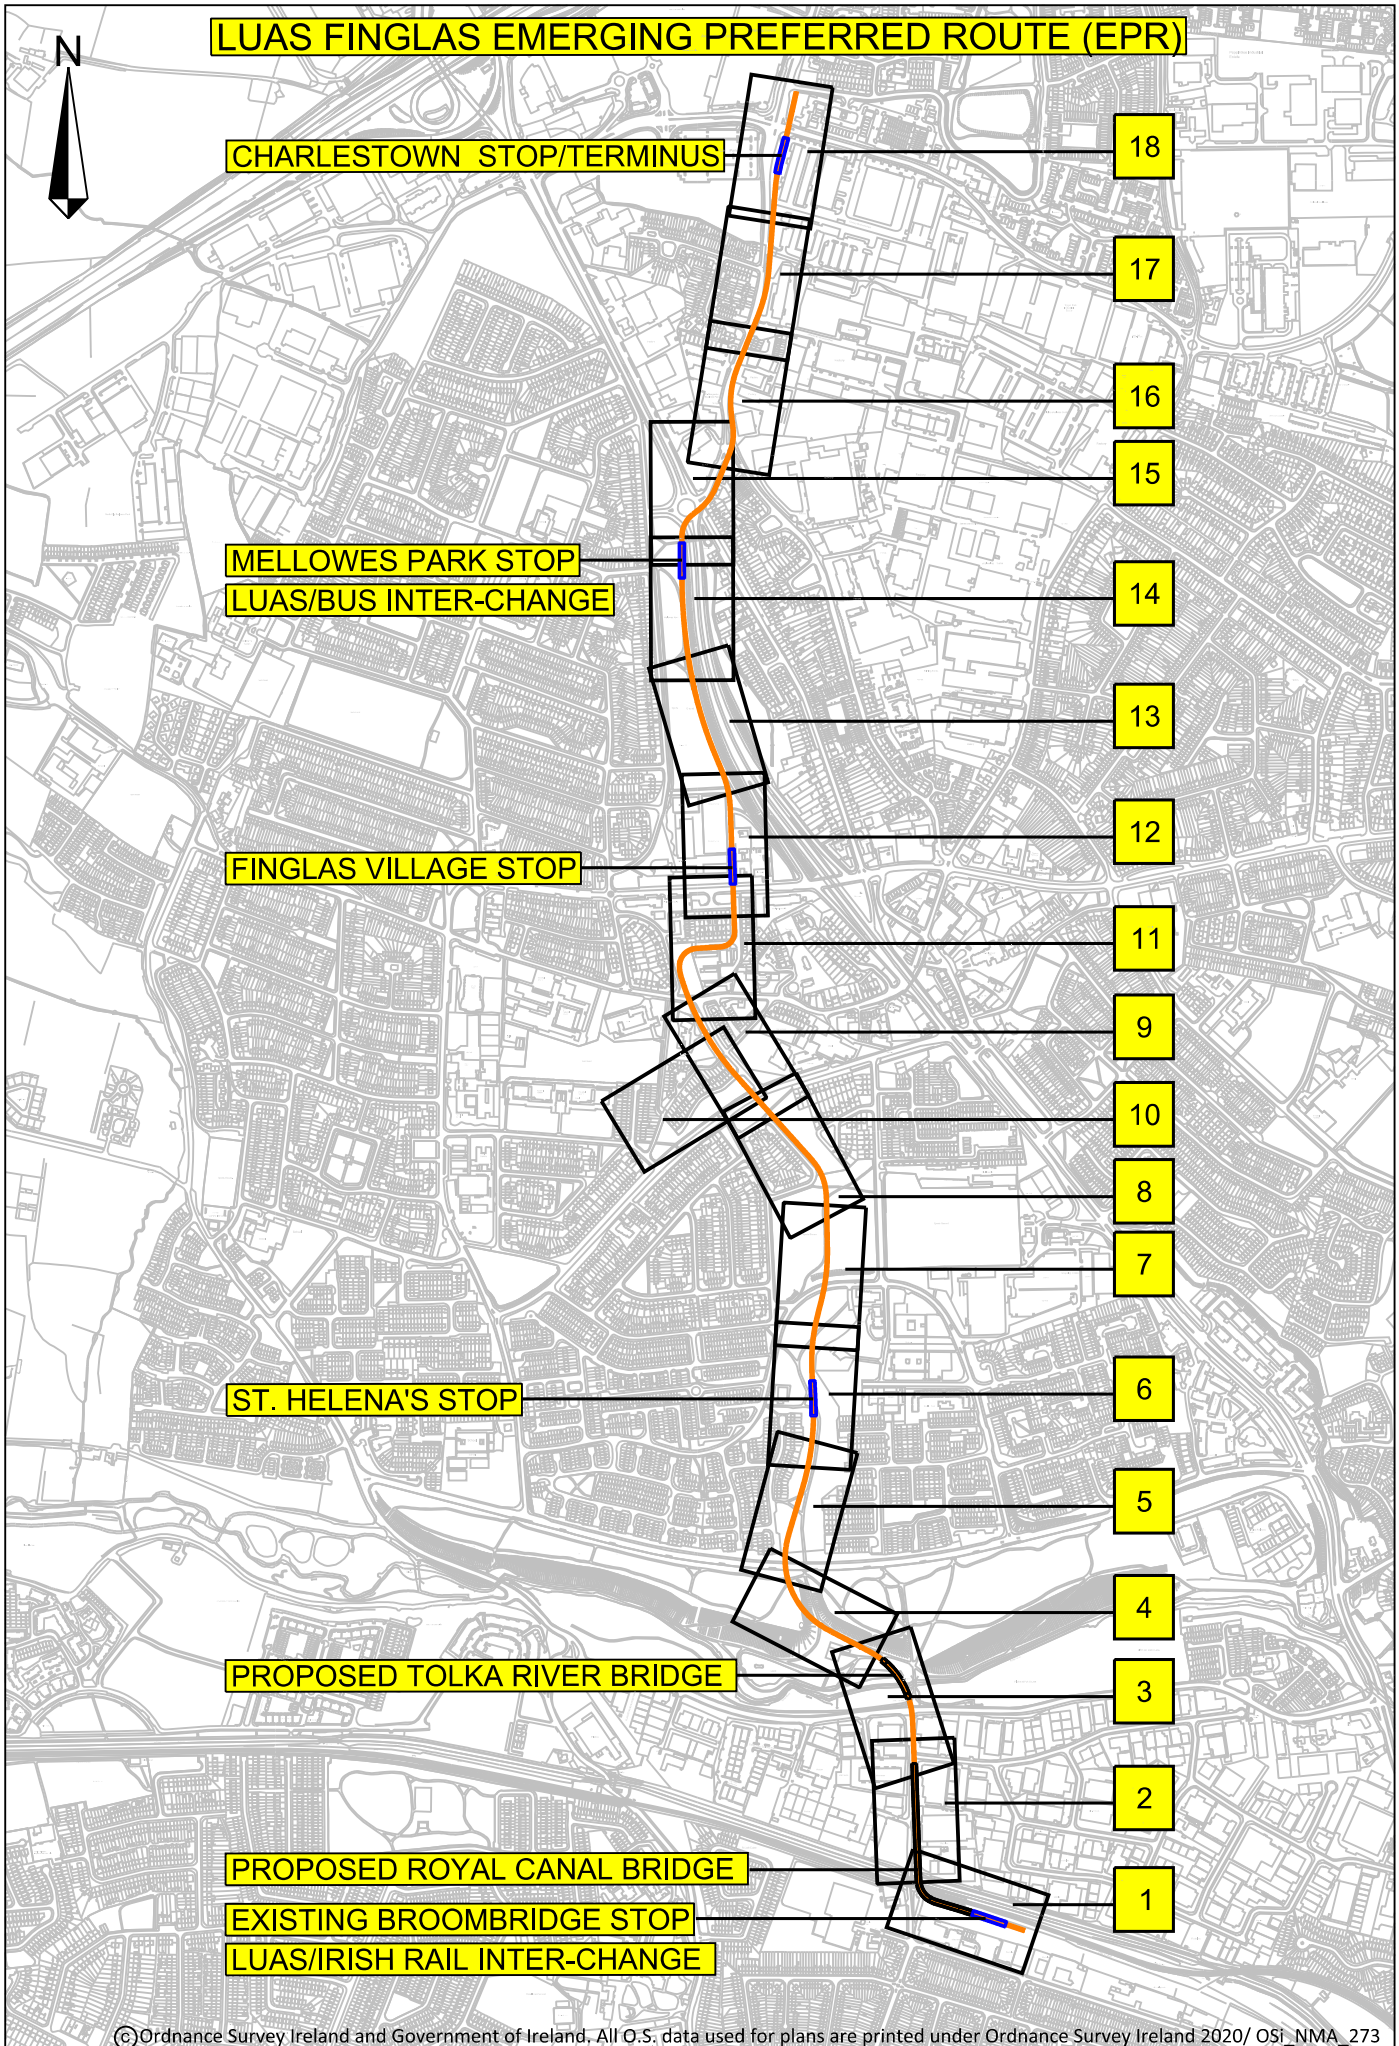 LUAS FINGLAS EMERGING PREFERRED ROUTE (EPR)
N
CHARLESTOWN STOP/TERMINUS
18
17
16
15
MELLOWES PARK STOP
LUAS/BUS INTER-CHANGE
14
13
12
FINGLAS VILLAGE STOP
11
9
10
8
7
6
ST. HELENA'S STOP
5
4
PROPOSED TOLKA RIVER BRIDGE
3
2
PROPOSED ROYAL CANAL BRIDGE
1
EXISTING BROOMBRIDGE STOP
LUAS/IRISH RAIL INTER-CHANGE
©Ordnance Survey Ireland and Government of Ireland. All O.S. data used for plans are printed under Ordnance Survey Ireland 2020/ OSi_NMA_273